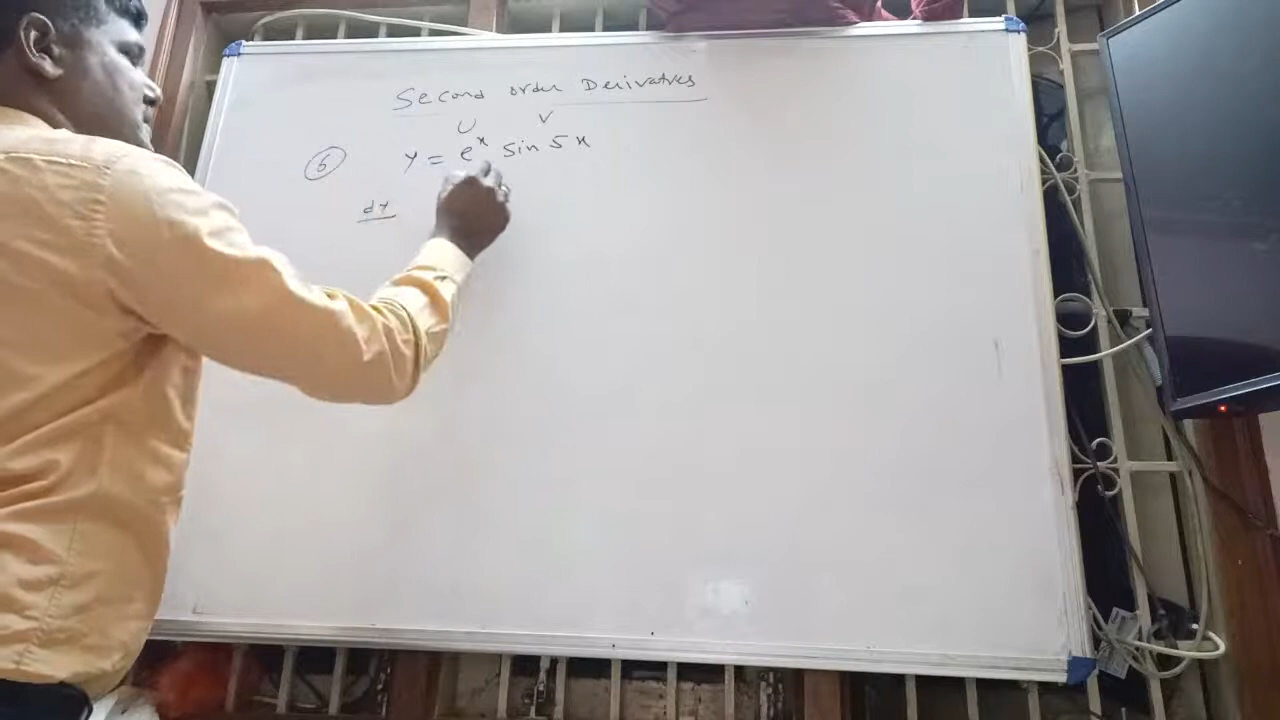 Second order Derivatives
U V
6 y = e^x sin 5x
dy